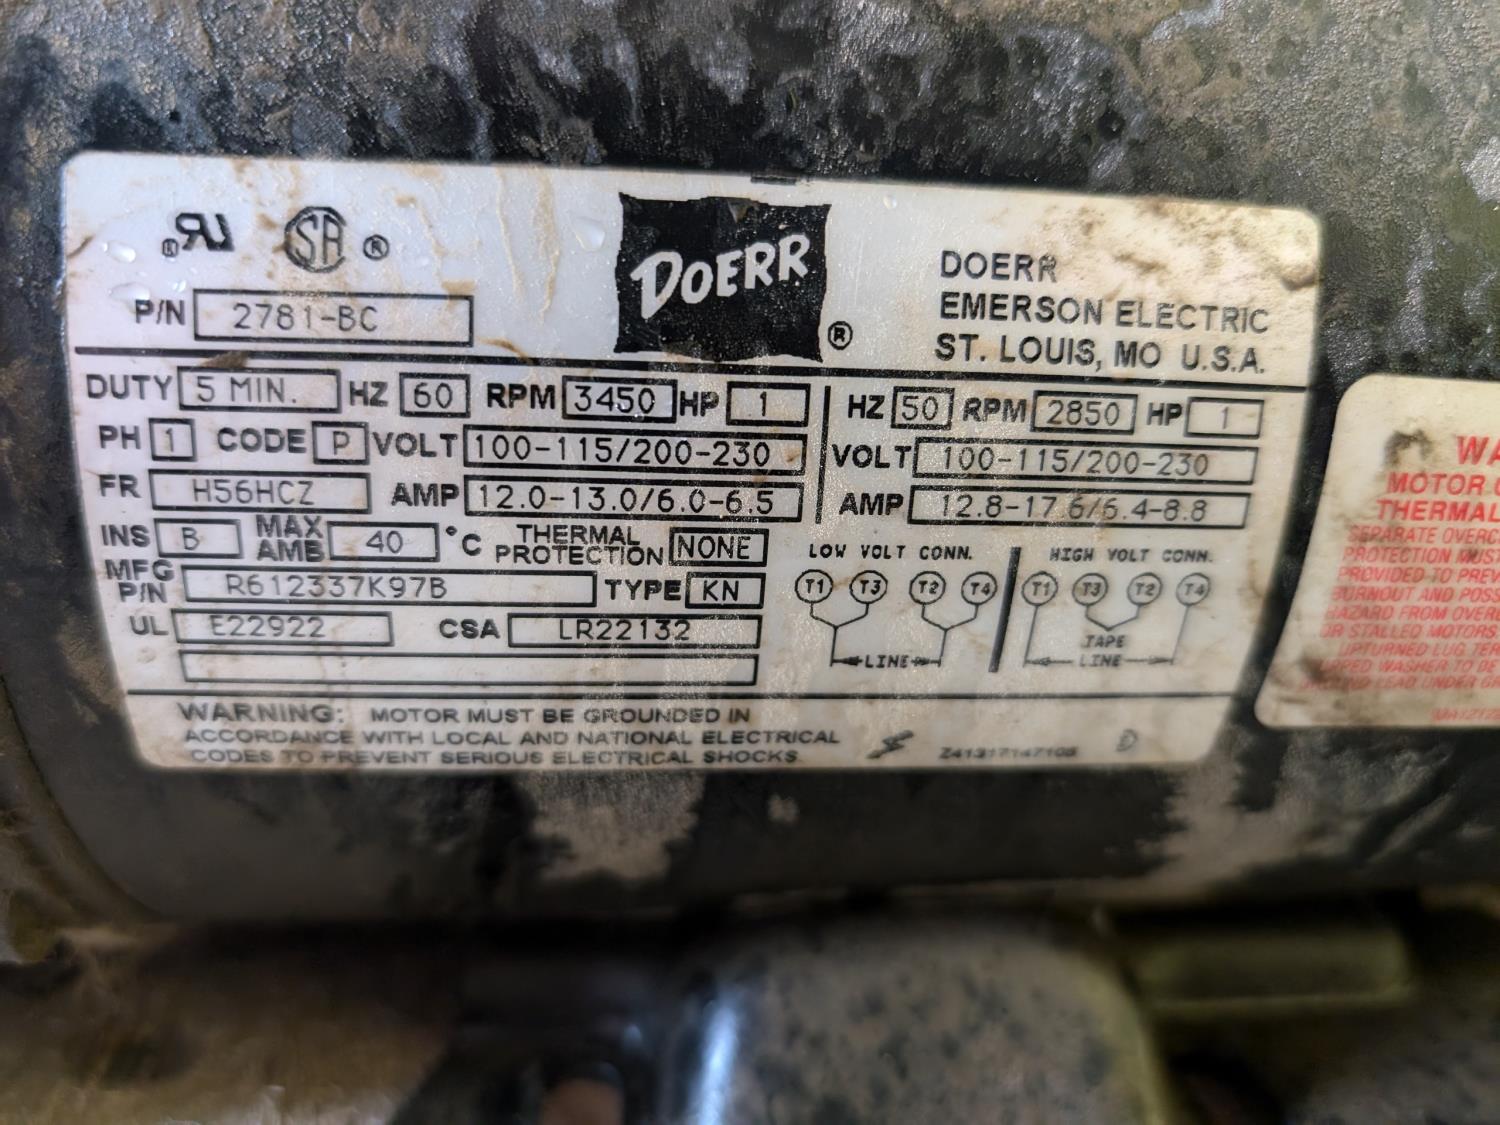 RU ® SA ®
DOERR ®
DOERR
EMERSON ELECTRIC
ST. LOUIS, MO U.S.A.
P/N 2781-BC
DUTY 5 MIN. HZ 60 RPM 3450 HP 1 HZ 50 RPM 2850 HP 1
PH 1 CODE P VOLT 100-115/200-230 VOLT 100-115/200-230
FR H56HCZ AMP 12.0-13.0/6.0-6.5 AMP 12.8-17.6/6.4-8.8
INS B MAX AMB 40 °C THERMAL PROTECTION NONE
MFG P/N R612337K97B TYPE KN
UL E22922 CSA LR22132
LOW VOLT CONN. HIGH VOLT CONN.
T1 T3 T2 T4 T1 T3 T2 T4
TAPE
LINE LINE
WARNING: MOTOR MUST BE GROUNDED IN
ACCORDANCE WITH LOCAL AND NATIONAL ELECTRICAL
CODES TO PREVENT SERIOUS ELECTRICAL SHOCKS
D
WA
MOTOR
THERMAL
SEPARATE OVERC
PROTECTION MUST
PROVIDED TO PREV
BURNOUT AND POSS
HAZARD FROM OVER
OR STALLED MOTORS
UPTURNED LUG TER
WASHER TO DE
LEAD UNDER